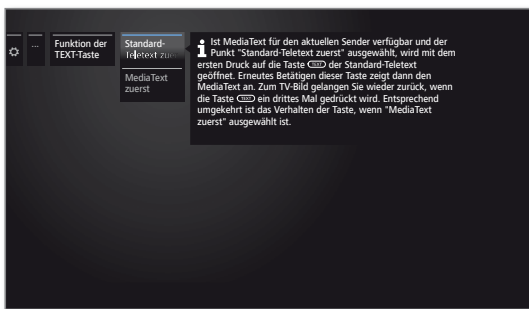 ...
Funktion der
TEXT-Taste
Standard-
Teletext zuerst
MediaText
zuerst
Ist MediaText für den aktuellen Sender verfügbar und der
Punkt "Standard-Teletext zuerst" ausgewählt, wird mit dem
ersten Druck auf die Taste TEXT der Standard-Teletext
geöffnet. Erneutes Betätigen dieser Taste zeigt dann den
MediaText an. Zum TV-Bild gelangen Sie wieder zurück, wenn
die Taste TEXT ein drittes Mal gedrückt wird. Entsprechend
umgekehrt ist das Verhalten der Taste, wenn "MediaText
zuerst" ausgewählt ist.